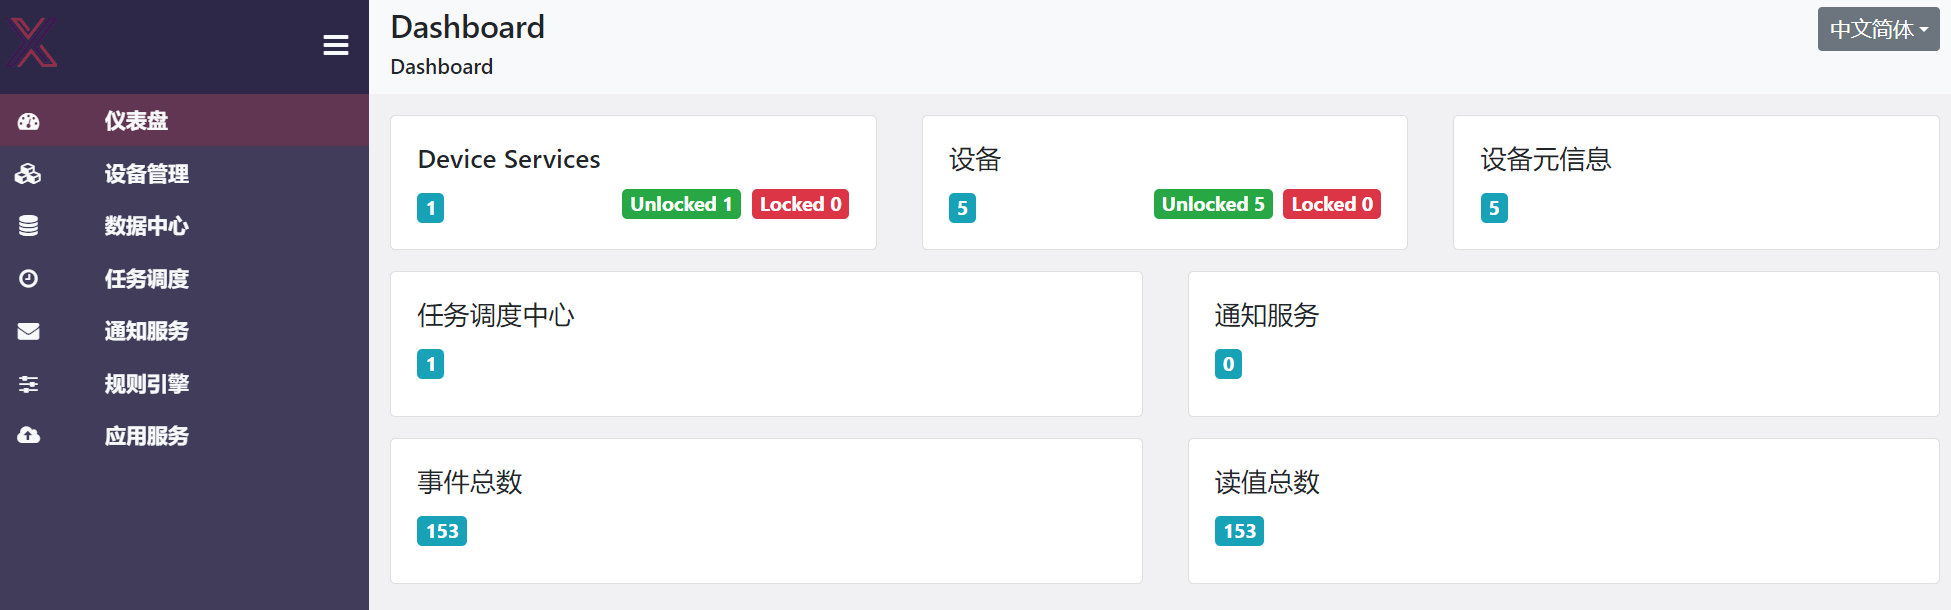 仪表盘
设备管理
数据中心
任务调度
通知服务
规则引擎
应用服务
Dashboard
中文简体
Dashboard
Device Services
1
Unlocked 1 Locked 0
设备
5
Unlocked 5 Locked 0
设备元信息
5
任务调度中心
1
通知服务
0
事件总数
153
读值总数
153